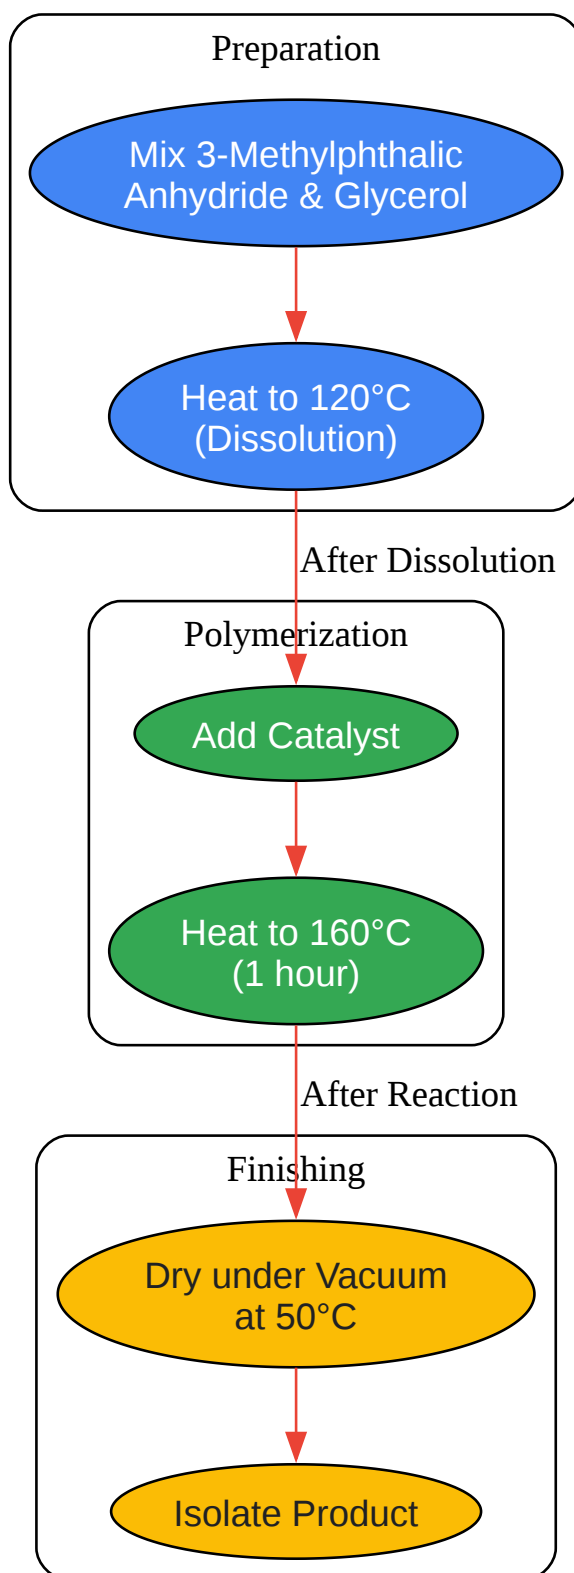 Preparation
Mix 3-Methylphthalic
Anhydride & Glycerol
Heat to 120°C
(Dissolution)
After Dissolution
Polymerization
Add Catalyst
Heat to 160°C
(1 hour)
After Reaction
Finishing
Dry under Vacuum
at 50°C
Isolate Product